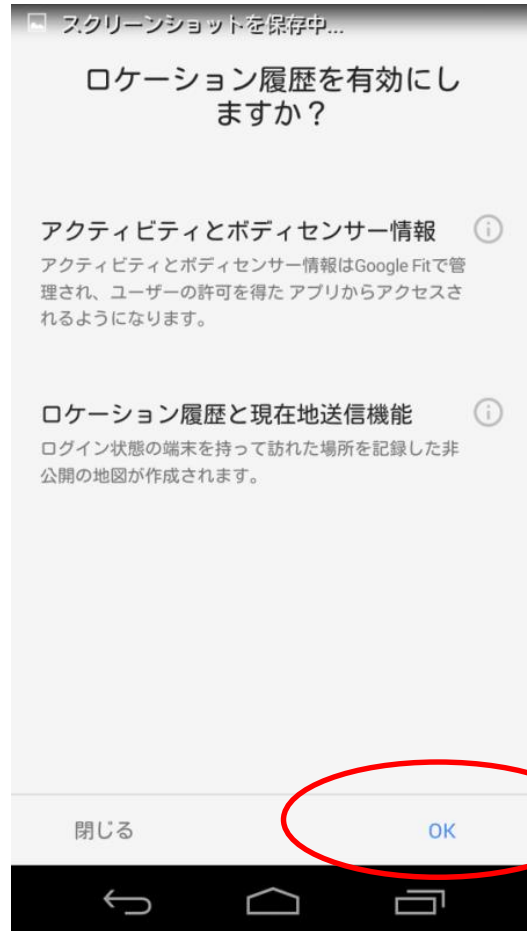 スクリーンショットを保存中...
ロケーション履歴を有効にし
ますか？
アクティビティとボディセンサー情報
アクティビティとボディセンサー情報はGoogle Fitで管
理され、ユーザーの許可を得た アプリからアクセスさ
れるようになります。
ロケーション履歴と現在地送信機能
ログイン状態の端末を持って訪れた場所を記録した非
公開の地図が作成されます。
閉じる
OK